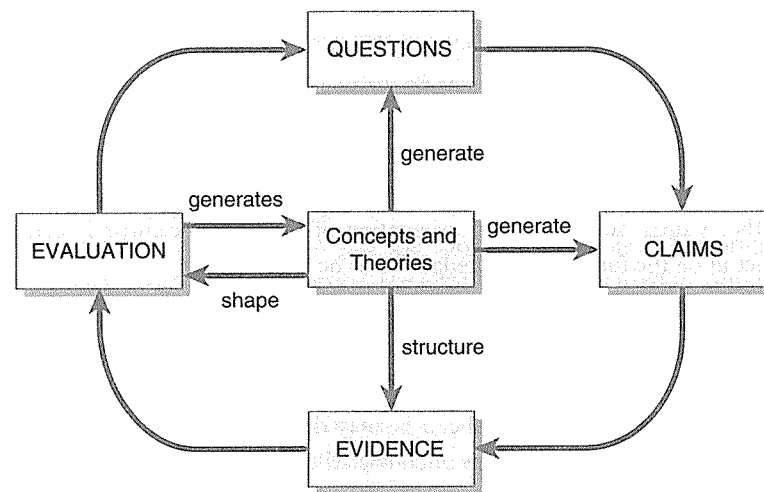 QUESTIONS
generate
generates
EVALUATION
Concepts and
Theories
generate
CLAIMS
shape
structure
EVIDENCE